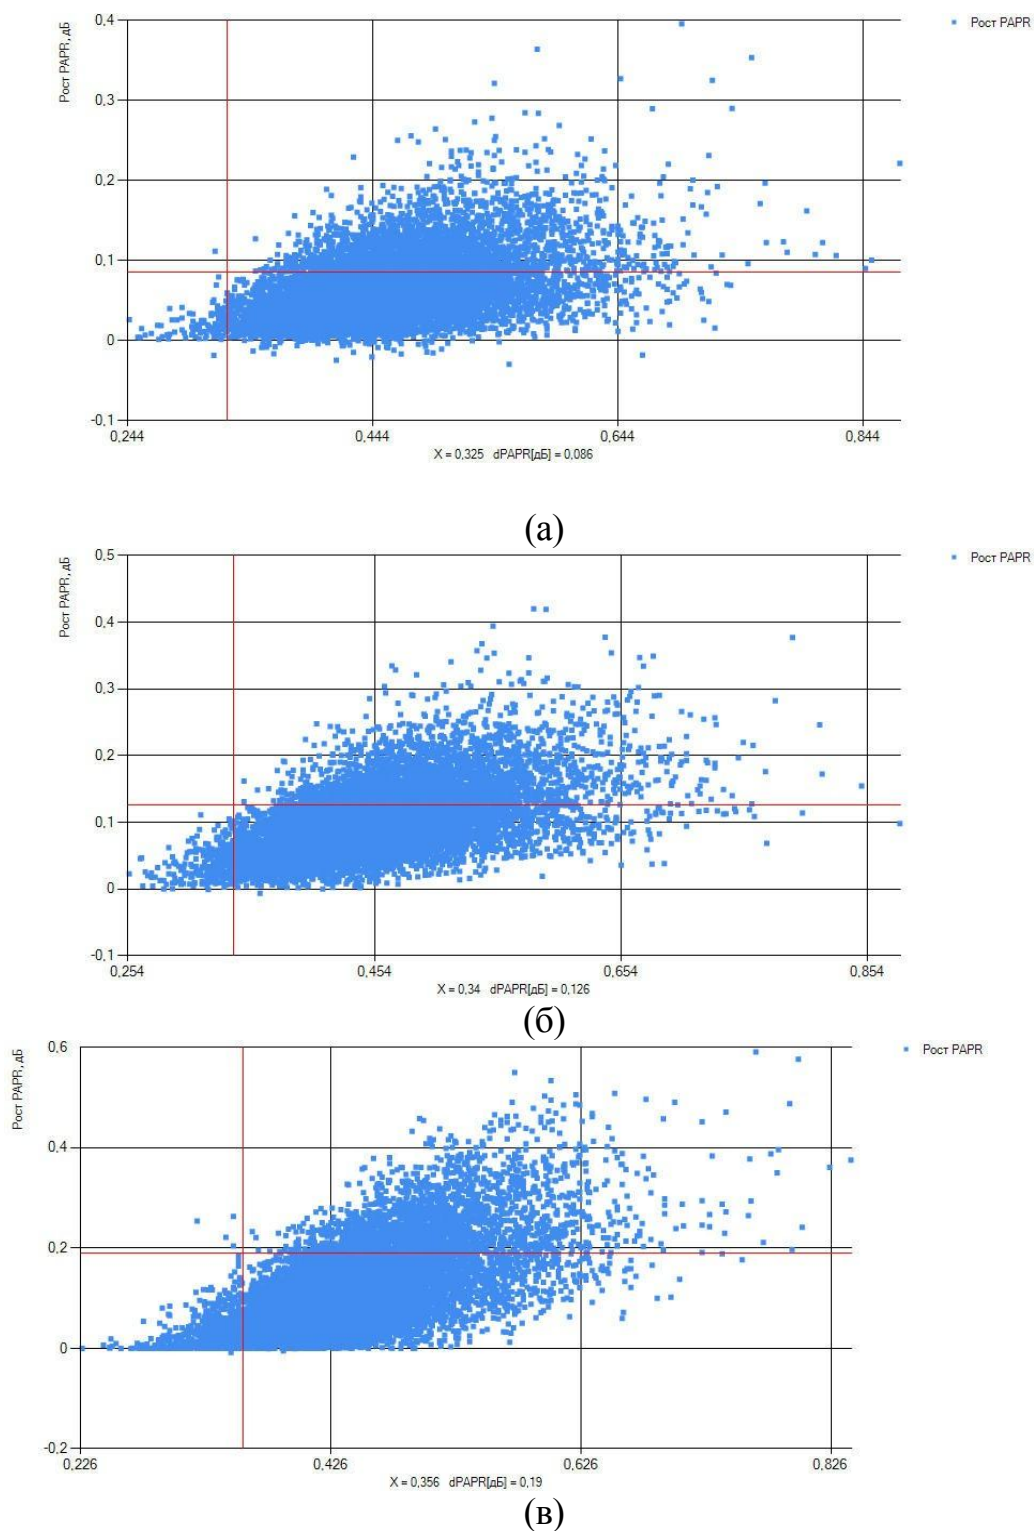 0,4
Рост PAPR
0,3
0,2
0,1
0
-0,1
Рост PAPR, дБ
0,244 0,444 0,644 0,844
X = 0,325 dPAPR[дБ] = 0,086
(а)
0,5
Рост PAPR
0,4
0,3
0,2
0,1
0
-0,1
Рост PAPR, дБ
0,254 0,454 0,654 0,854
X = 0,34 dPAPR[дБ] = 0,126
(б)
0,6
Рост PAPR
0,4
0,2
0
-0,2
Рост PAPR, дБ
0,226 0,426 0,626 0,826
X = 0,356 dPAPR[дБ] = 0,19
(в)